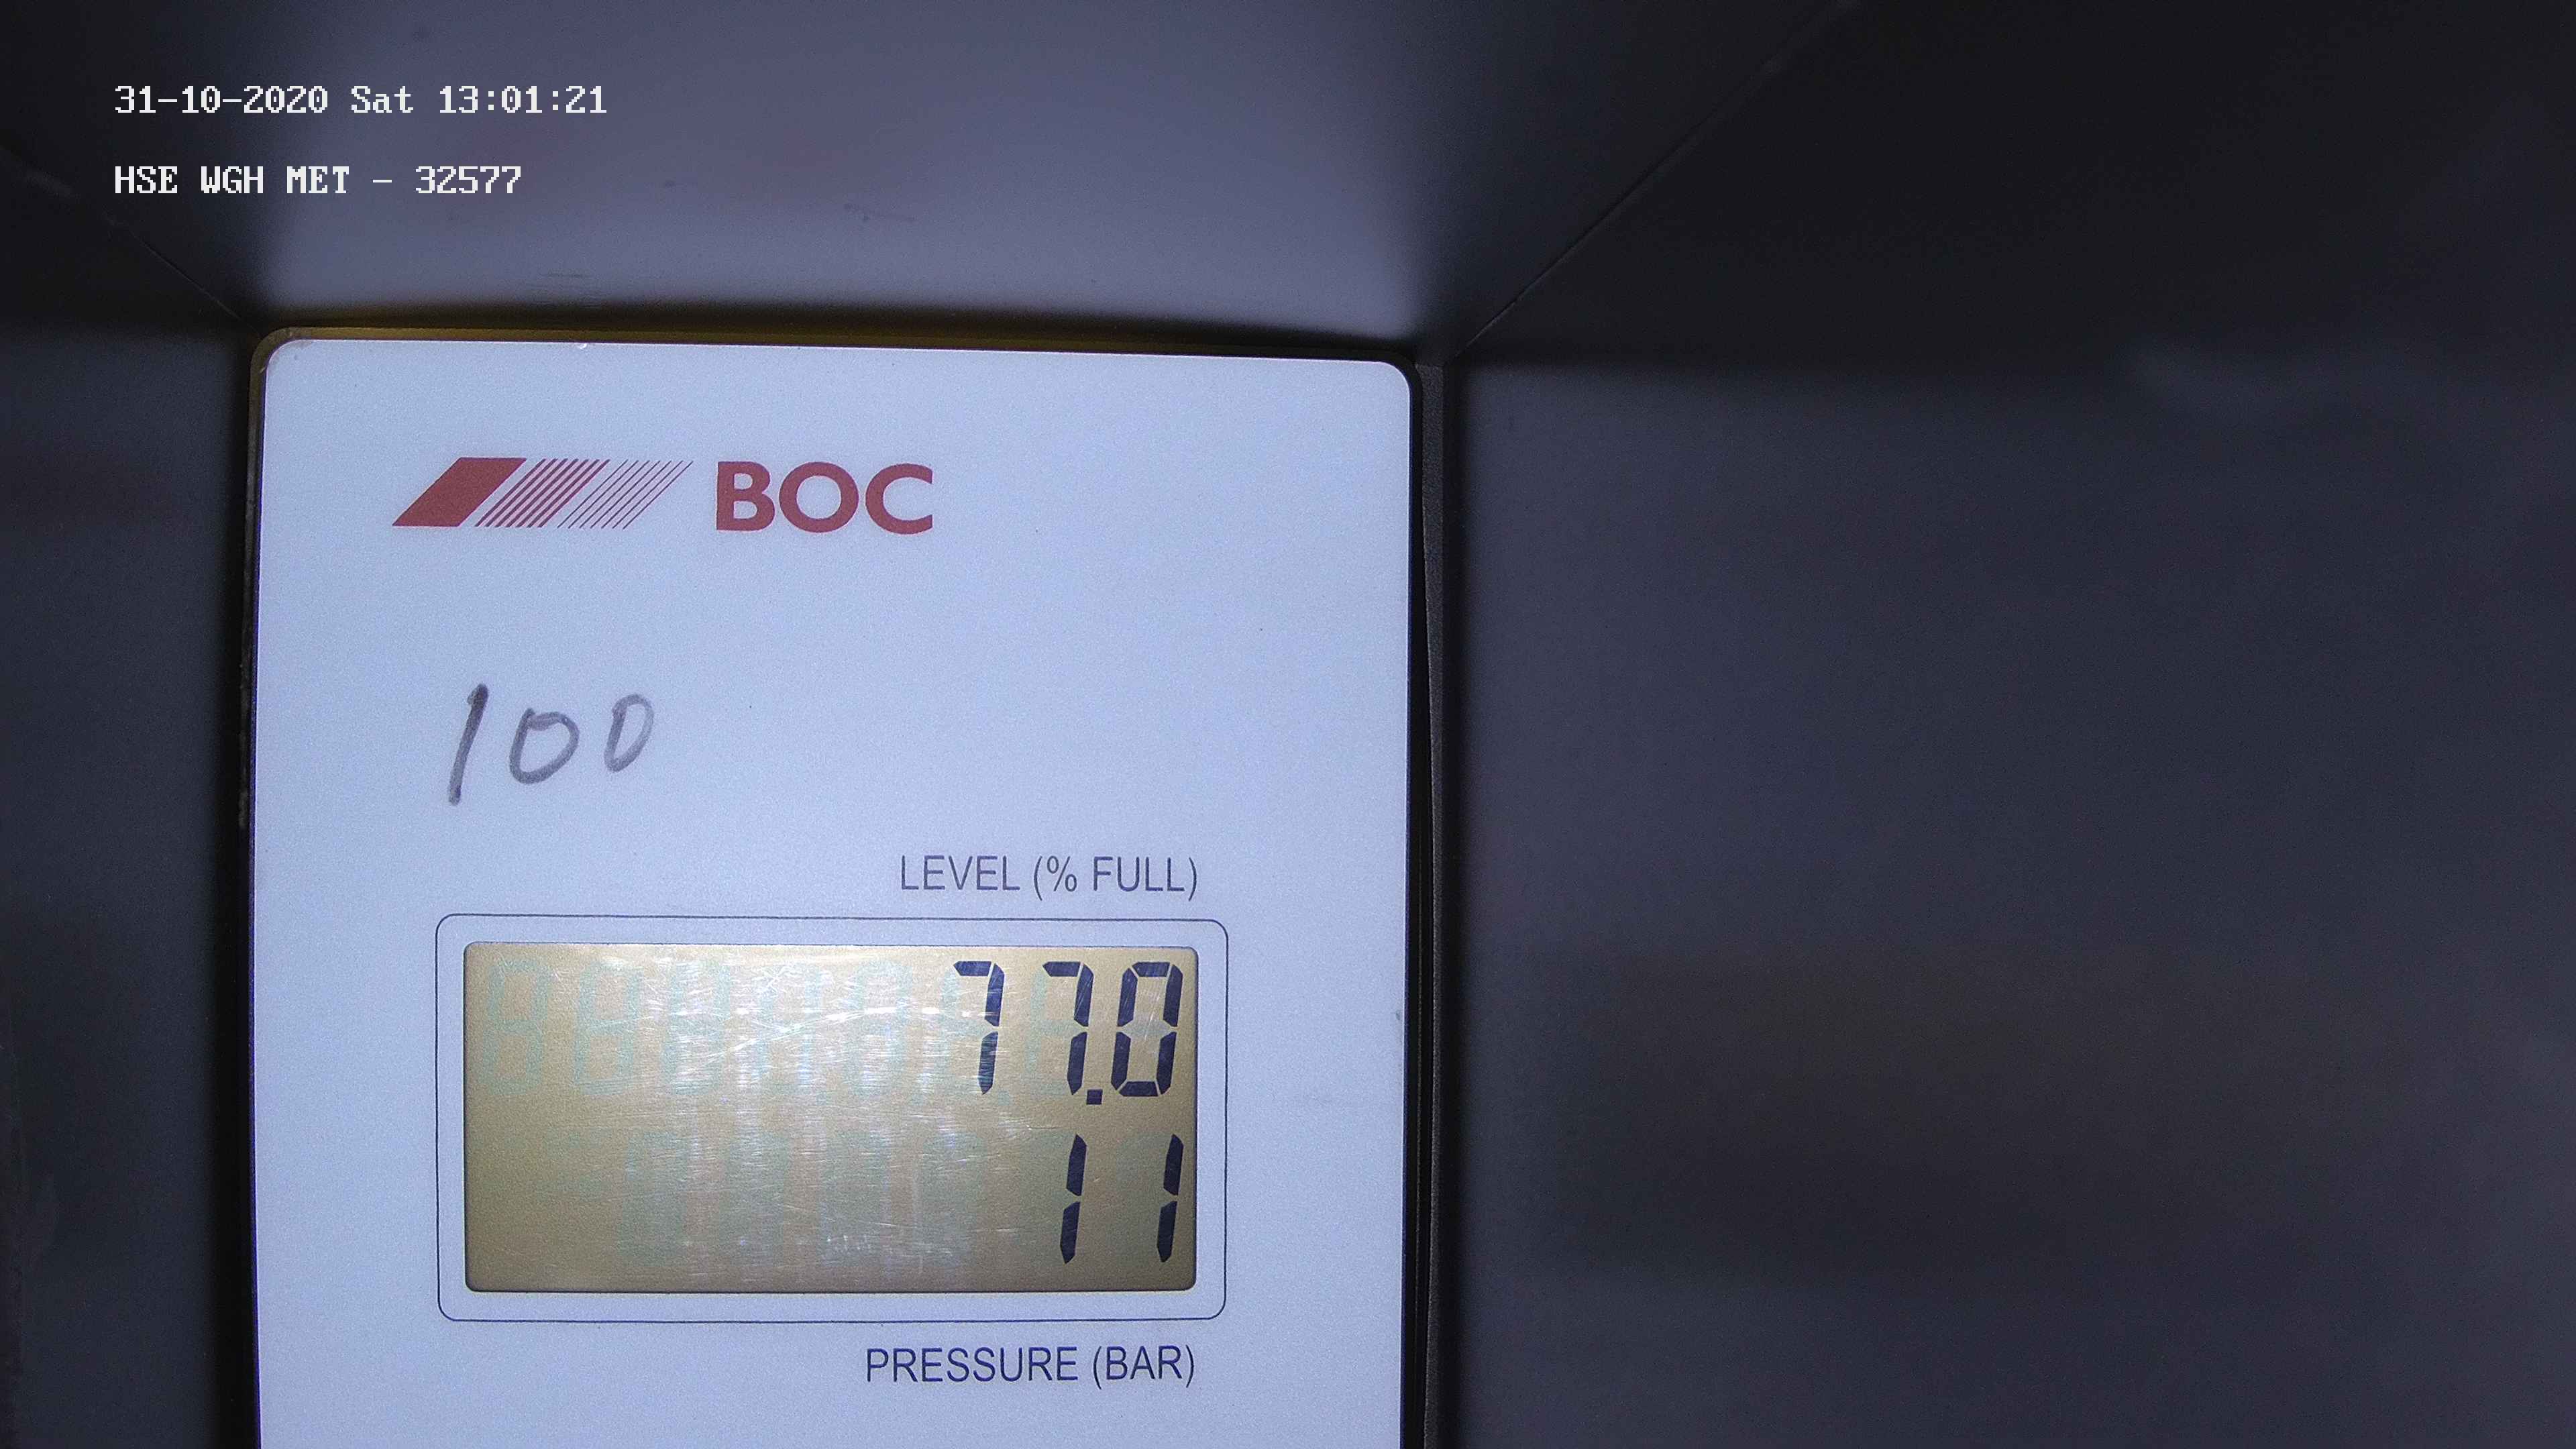 31-10-2020 Sat 13:01:21
HSE WGH MET - 32577
BOC
100
LEVEL (% FULL)
77.0
11
PRESSURE (BAR)